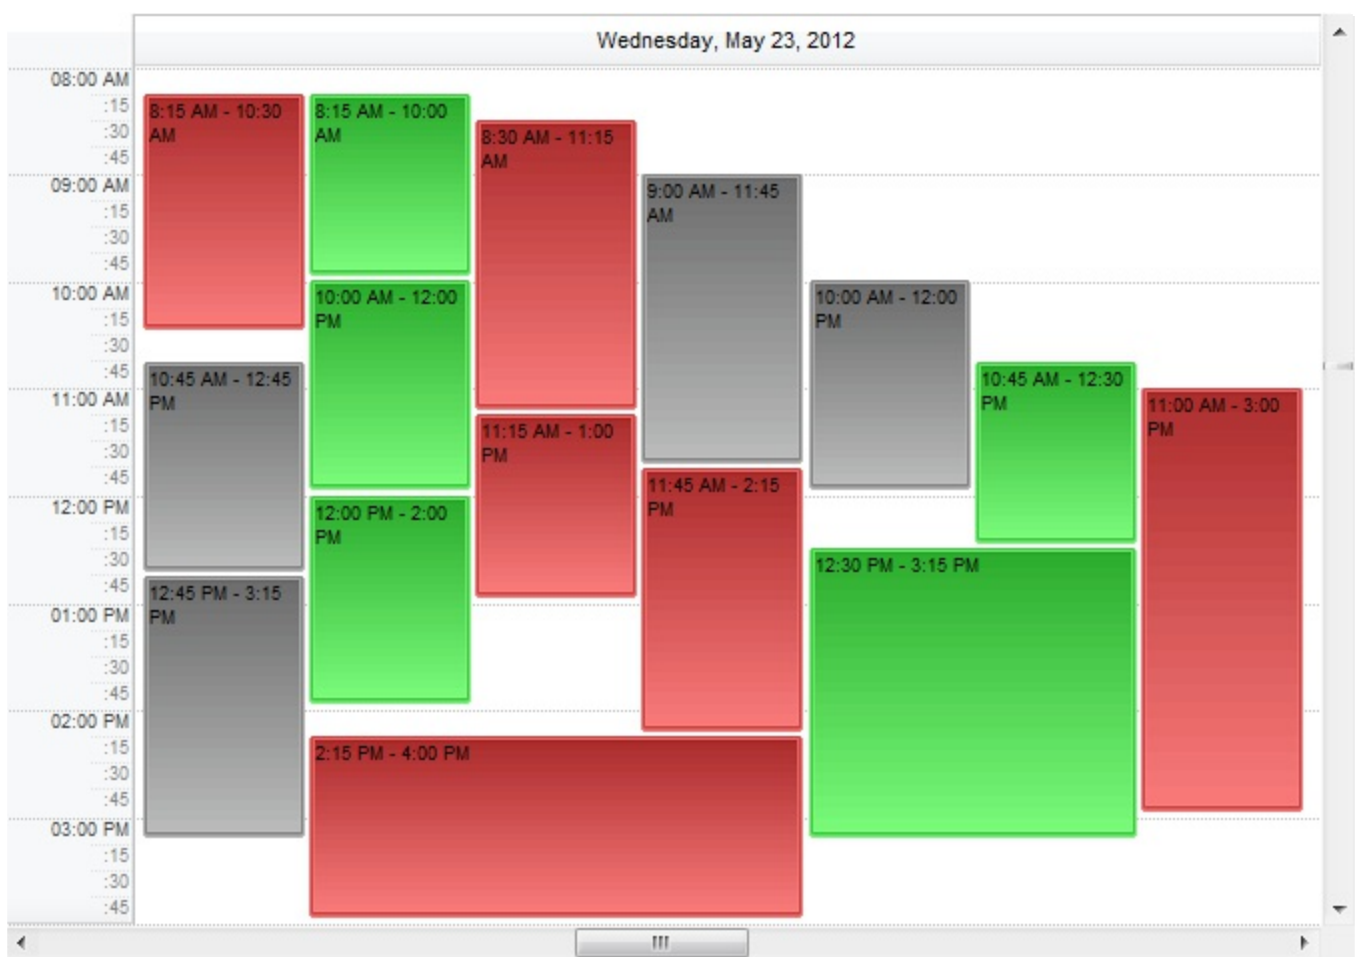 Wednesday, May 23, 2012
08:00 AM
:15
:30
:45
09:00 AM
:15
:30
:45
10:00 AM
:15
:30
:45
11:00 AM
:15
:30
:45
12:00 PM
:15
:30
:45
01:00 PM
:15
:30
:45
02:00 PM
:15
:30
:45
03:00 PM
:15
:30
:45
8:15 AM - 10:30
AM
10:45 AM - 12:45
PM
12:45 PM - 3:15
PM
8:15 AM - 10:00
AM
10:00 AM - 12:00
PM
12:00 PM - 2:00
PM
2:15 PM - 4:00 PM
8:30 AM - 11:15
AM
11:15 AM - 1:00
PM
9:00 AM - 11:45
AM
11:45 AM - 2:15
PM
10:00 AM - 12:00
PM
12:30 PM - 3:15 PM
10:45 AM - 12:30
PM
11:00 AM - 3:00
PM